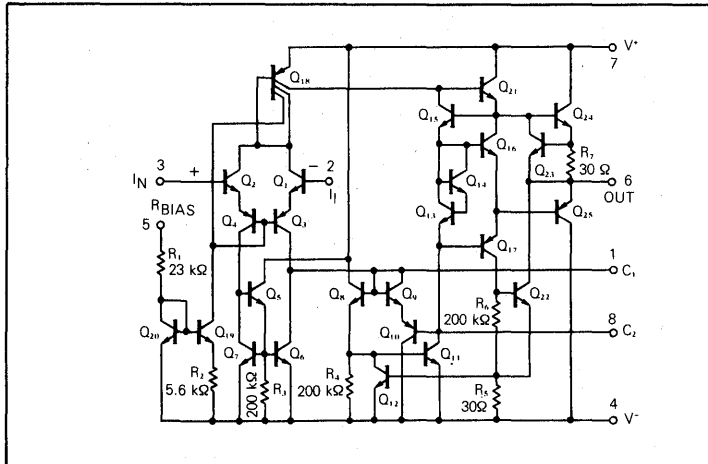 V⁺
7
Q18
Q21
Q15
Q24
Q16
3
+
−
2
IN
Q2
Q1
II
Q23
R7
30 Ω
6
OUT
Q14
RBIAS
5
Q4
Q3
Q13
Q25
Q17
R1
23 kΩ
1
C1
Q5
Q8
Q9
R6
200 kΩ
Q22
Q20
Q19
Q10
8
C2
Q7
Q6
Q11
R2
5.6 kΩ
200 kΩ
R3
R4
200 kΩ
Q12
R5
30Ω
4
V⁻